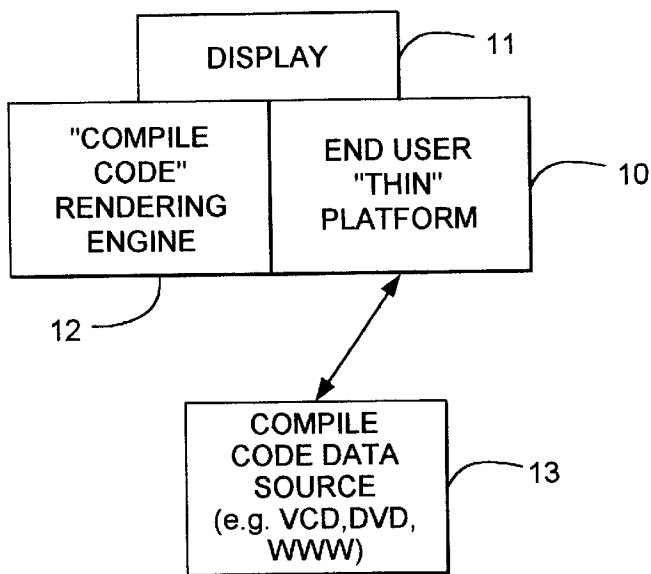 DISPLAY
11
"COMPILE
CODE"
RENDERING
ENGINE
END USER
"THIN"
PLATFORM
10
12
COMPILE
CODE DATA
SOURCE
(e.g. VCD,DVD,
WWW)
13